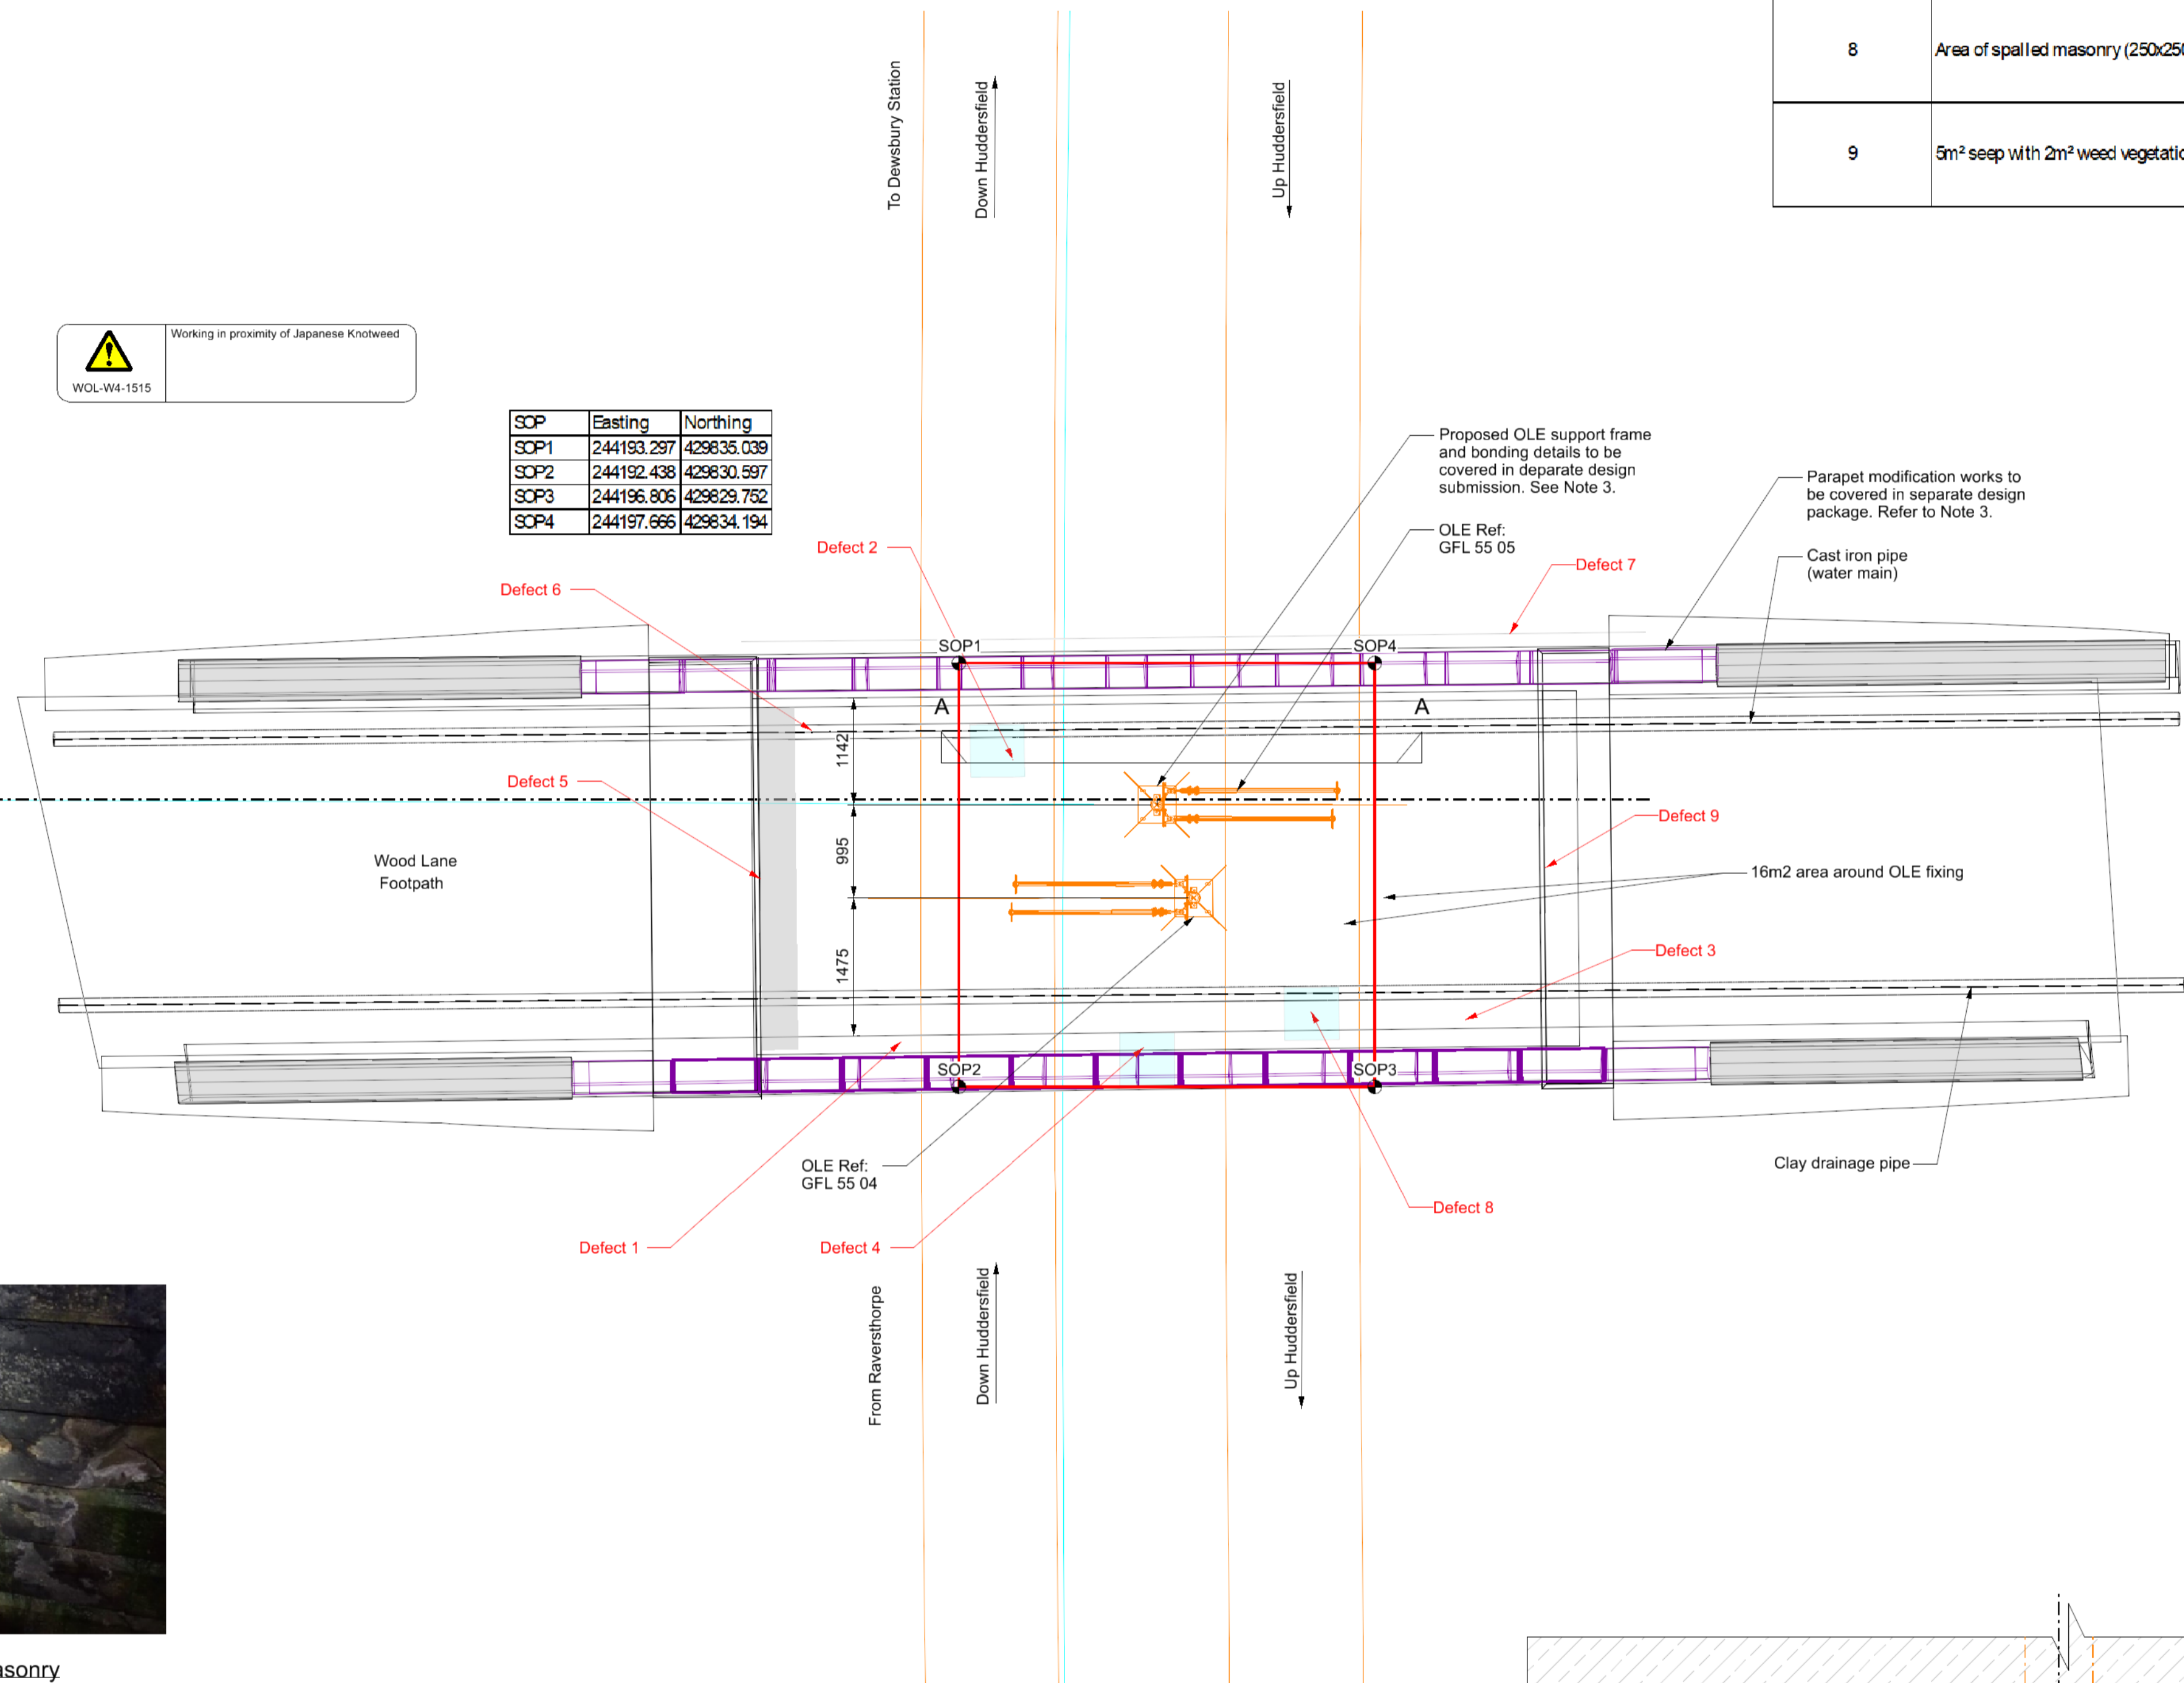 8 Area of spalled masonry (250x250
9 5m² seep with 2m² weed vegetatio
To Dewsbury Station
Down Huddersfield
Up Huddersfield
Working in proximity of Japanese Knotweed
WOL-W4-1515
SOP Easting Northing
SOP1 244193.297 429835.039
SOP2 244192.438 429830.597
SOP3 244196.806 429829.752
SOP4 244197.666 429834.194
Proposed OLE support frame
and bonding details to be
covered in deparate design
submission. See Note 3.
Parapet modification works to
be covered in separate design
package. Refer to Note 3.
OLE Ref:
GFL 55 05
Defect 2
Defect 7
Cast iron pipe
(water main)
Defect 6
SOP1
SOP4
A
A
1142
Defect 5
Defect 9
Wood Lane
Footpath
995
16m2 area around OLE fixing
1475
Defect 3
SOP2
SOP3
OLE Ref:
GFL 55 04
Clay drainage pipe
Defect 8
Defect 1
Defect 4
From Ravensthorpe
Down Huddersfield
Up Huddersfield
asonry